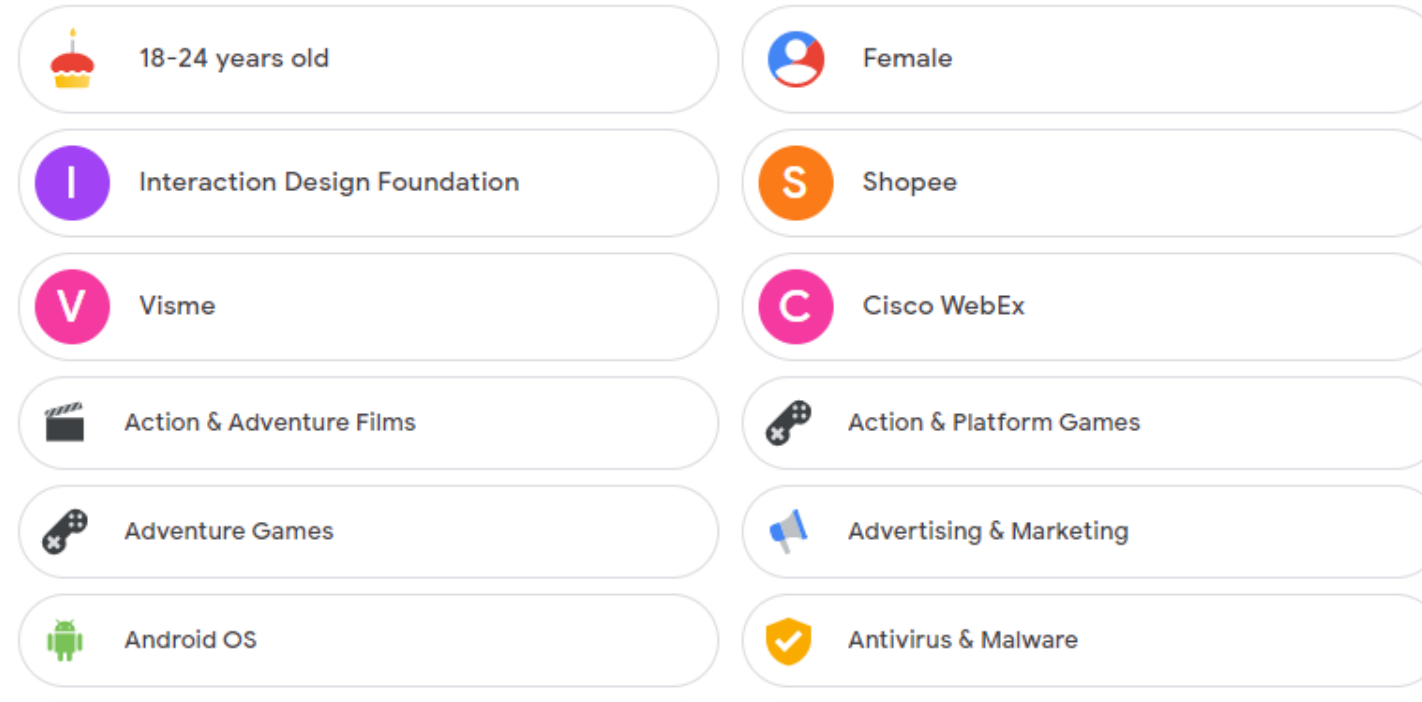 18-24 years old
Female
I
Interaction Design Foundation
S
Shopee
V
Visme
C
Cisco WebEx
Action & Adventure Films
Action & Platform Games
Adventure Games
Advertising & Marketing
Android OS
Antivirus & Malware